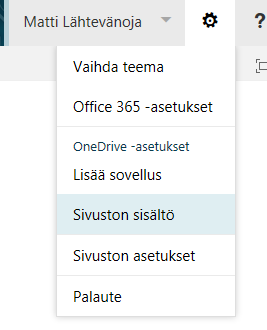 Matti Lähtevänoja ?
Vaihda teema
Office 365 -asetukset
OneDrive -asetukset
Lisää sovellus
Sivuston sisältö
Sivuston asetukset
Palaute